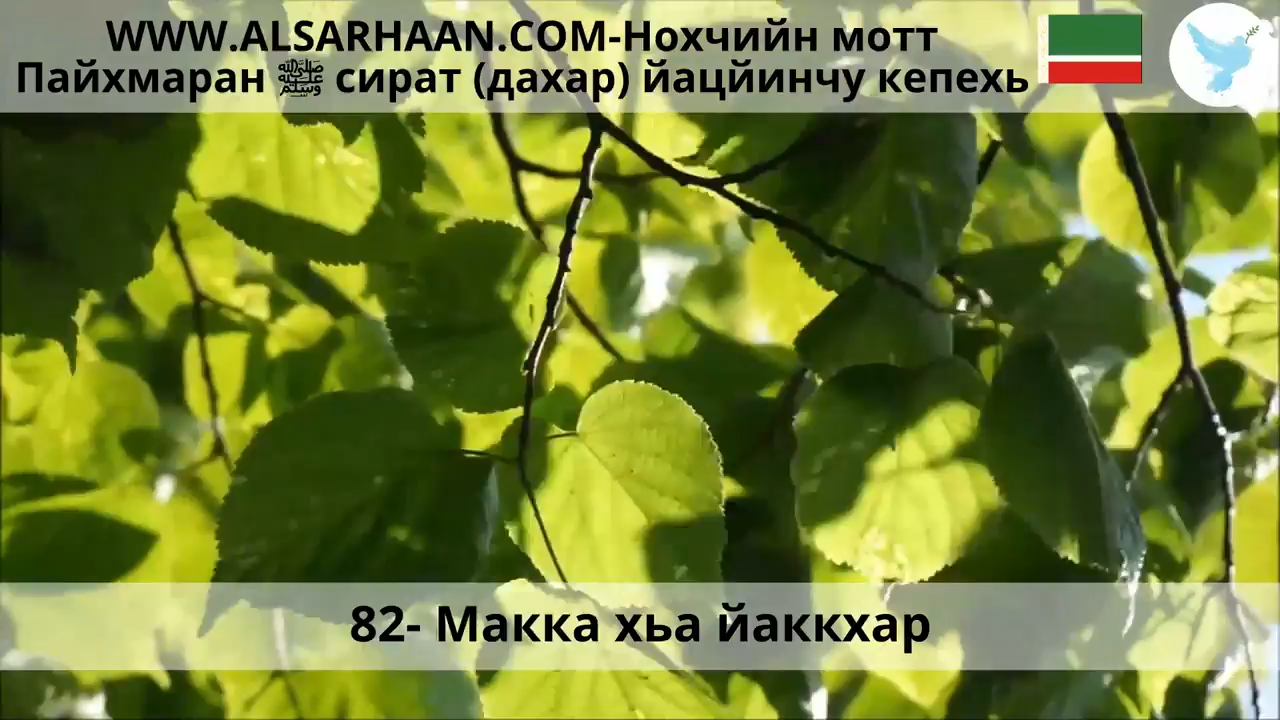 WWW.ALSARHAAN.COM-Нохчийн мотт
Пайхмаран ﷺ сират (дахар) йацйинчу кепехь
82- Макка хьа йаккхар